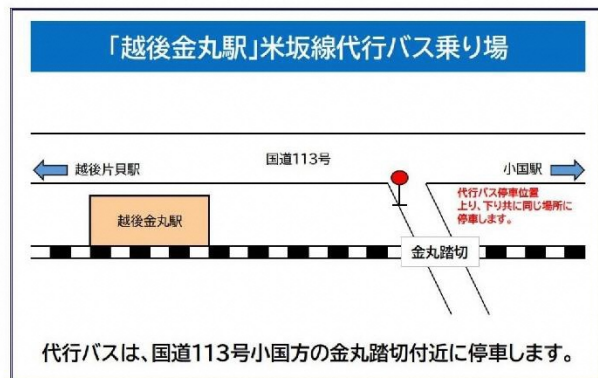 「越後金丸駅」米坂線代行バス乗り場
国道113号
越後片貝駅
小国駅
代行バス停車位置
上り、下り共に同じ場所に
停車します。
越後金丸駅
金丸踏切
代行バスは、国道113号小国方の金丸踏切付近に停車します。